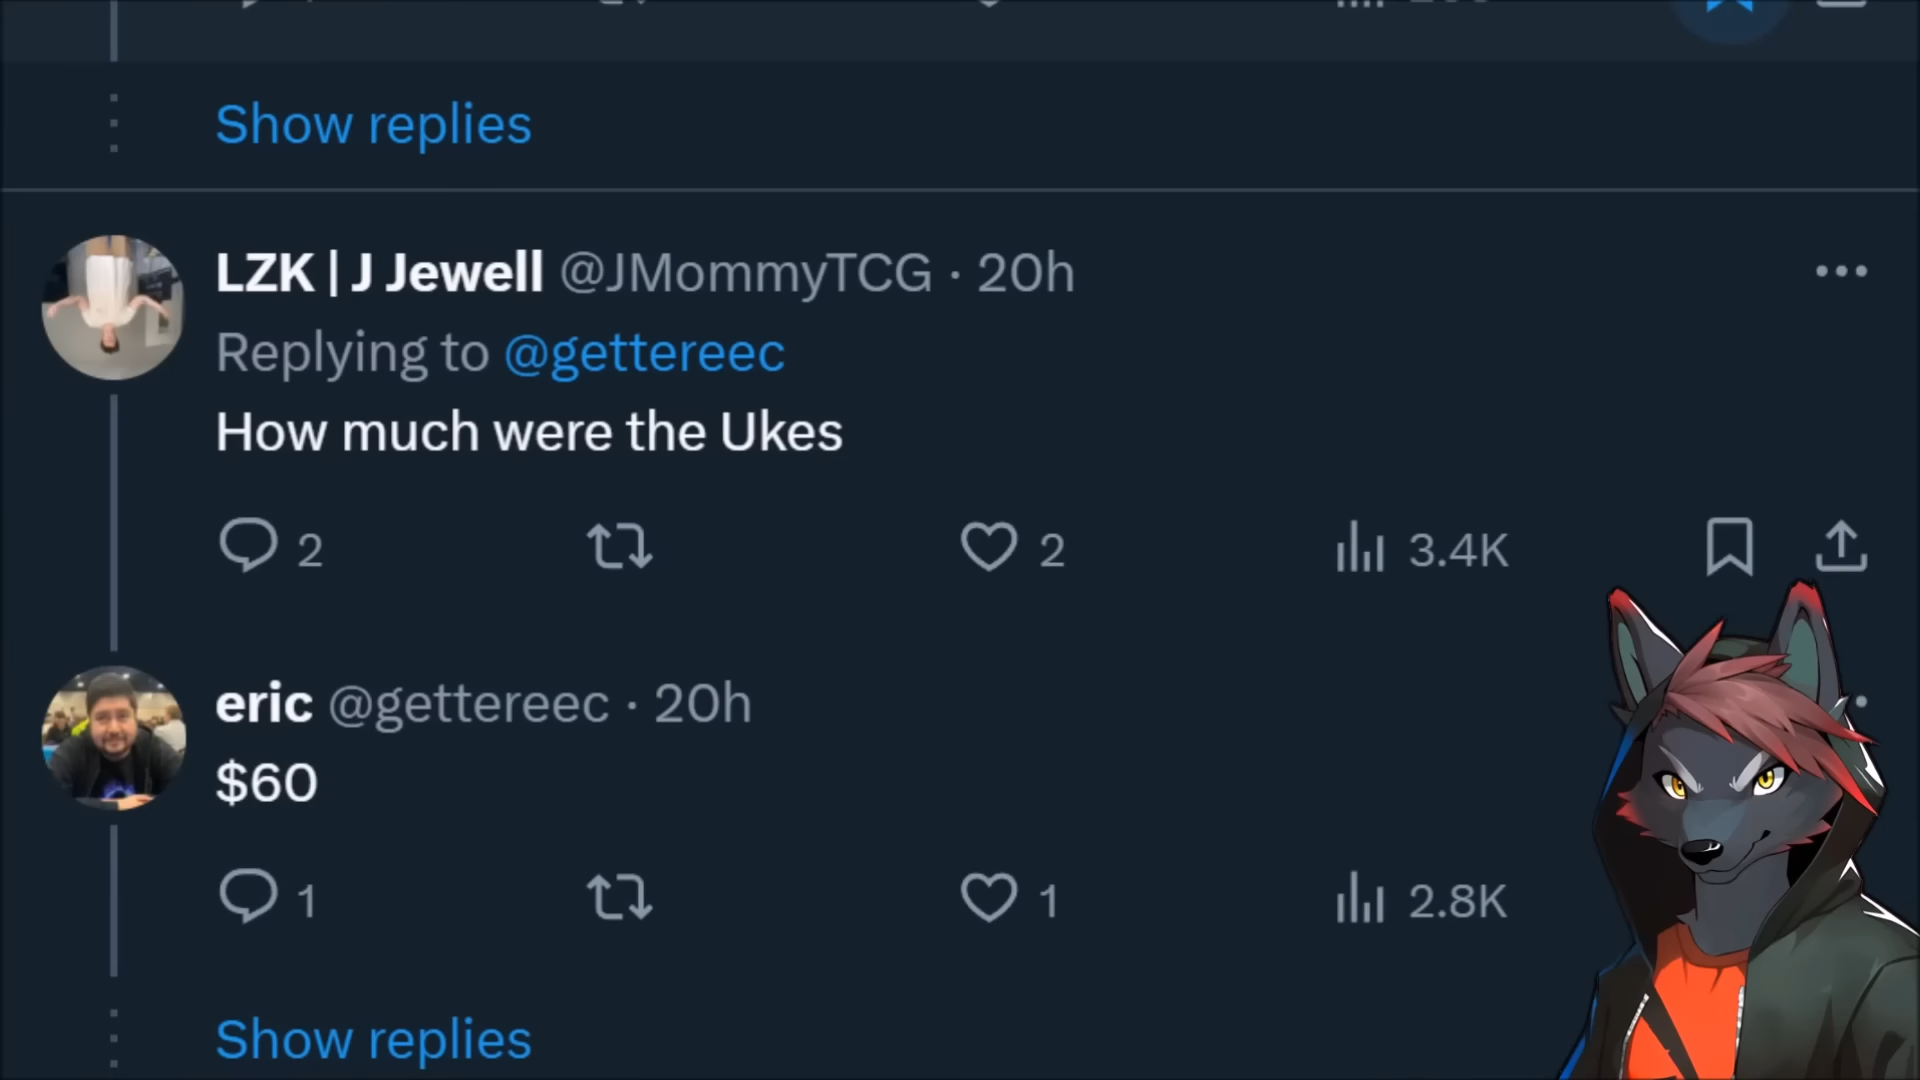 Show replies
LZK | J Jewell @JMommyTCG · 20h
Replying to @gettereec
How much were the Ukes
2 2 3.4K
eric @gettereec · 20h
$60
1 1 2.8K
Show replies